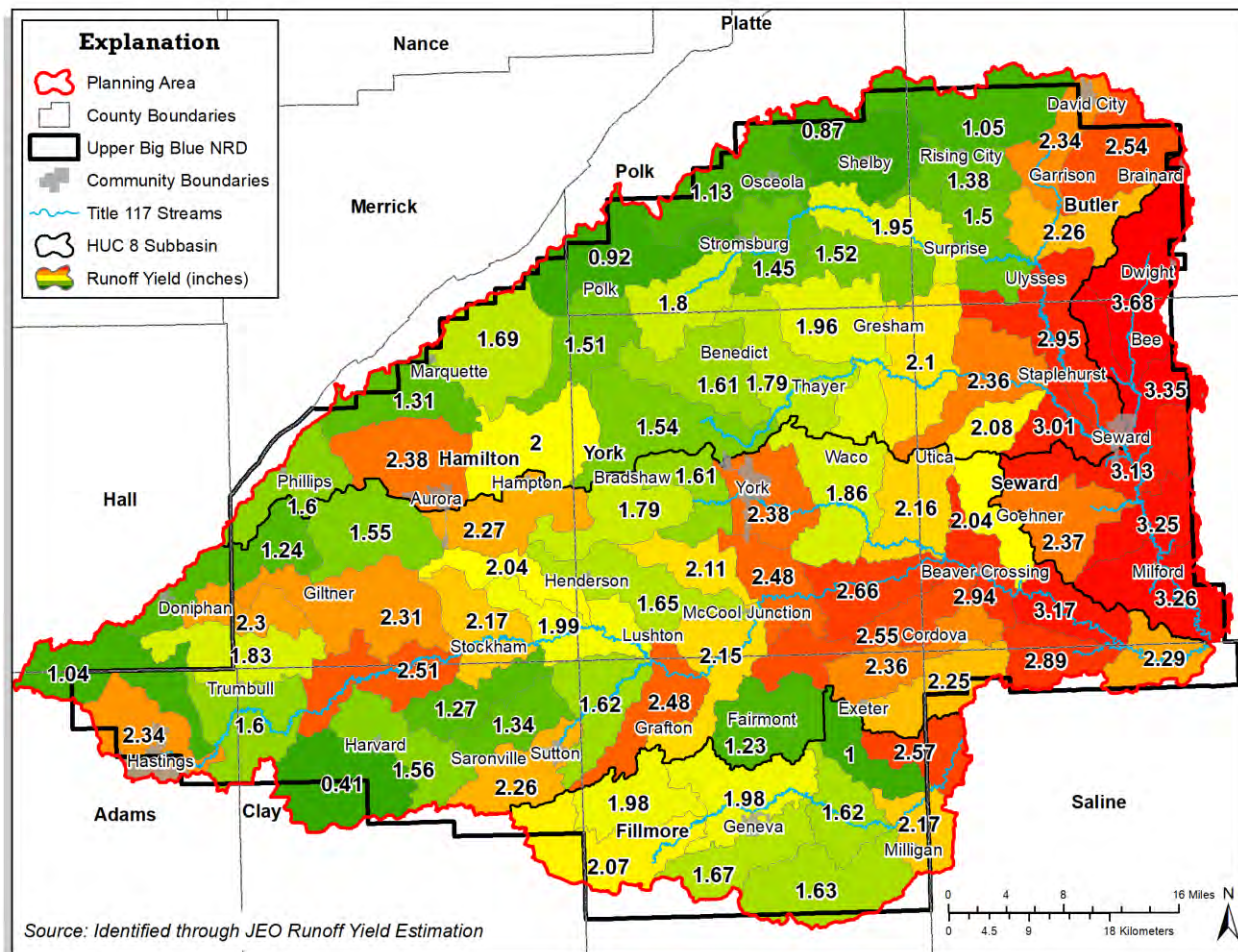 Explanation
Planning Area
County Boundaries
Upper Big Blue NRD
Community Boundaries
Title 117 Streams
HUC 8 Subbasin
Runoff Yield (inches)
Platte
Nance
David City
0.87
1.05
2.34
2.54
Shelby
Rising City
Polk
Osceola
1.38
Garrison
Brainard
1.13
Merrick
Butler
1.95
1.5
2.26
Stromsburg
Surprise
0.92
1.45
1.52
Dwight
Ulysses
Polk
1.8
3.68
1.96
Gresham
1.69
1.51
2.95
Bee
Benedict
2.1
Marquette
1.61
1.79
Thayer
2.36
Staplehurst
3.35
1.31
1.54
2.08
3.01
Seward
2
2.38
Hamilton
York
Waco
Utica
3.13
Phillips
Hampton
Bradshaw
1.61
York
Seward
Hall
Aurora
1.6
1.79
2.38
1.86
2.16
2.04
Goehner
3.25
1.55
2.27
2.37
1.24
2.04
2.11
Henderson
2.48
Beaver Crossing
Milford
Doniphan
Giltner
1.65
2.66
2.94
3.26
2.3
2.31
2.17
1.99
McCool Junction
3.17
Lushton
2.55
Cordova
Stockham
1.83
2.15
2.36
2.89
2.29
1.04
2.51
Trumbull
2.25
1.27
1.62
2.48
Exeter
1.6
1.34
Fairmont
2.34
Grafton
Harvard
1.23
1
2.57
Hastings
1.56
Saronville
Sutton
0.41
2.26
1.98
1.98
Saline
Adams
Clay
1.62
Fillmore
Geneva
2.17
Milligan
2.07
1.67
1.63
0 4 8 16 Miles
N
0 4.5 9 18 Kilometers
Source: Identified through JEO Runoff Yield Estimation